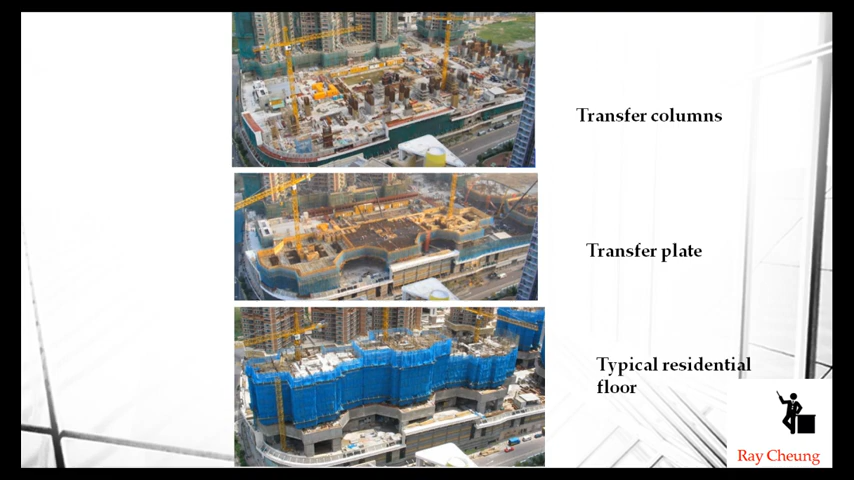 Transfer columns
Transfer plate
Typical residential
floor
Ray Cheung